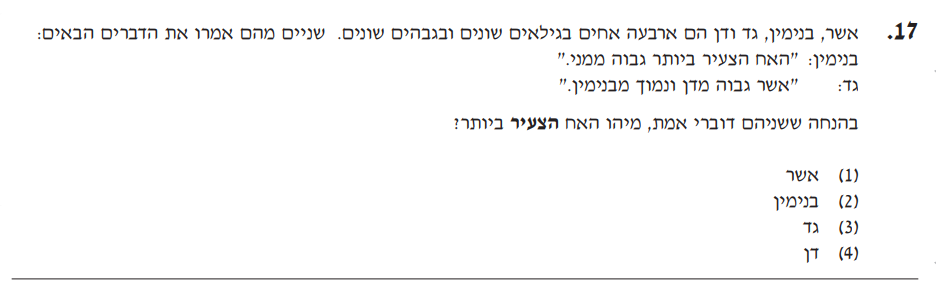 17. אשר, בנימין, גד ודן הם ארבעה אחים בגילאים שונים ובגבהים שונים. שניים מהם אמרו את הדברים הבאים:
בנימין: "האח הצעיר ביותר גבוה ממני."
גד: "אשר גבוה מדן ונמוך מבנימין."
בהנחה ששניהם דוברי אמת, מיהו האח הצעיר ביותר?
(1) אשר
(2) בנימין
(3) גד
(4) דן